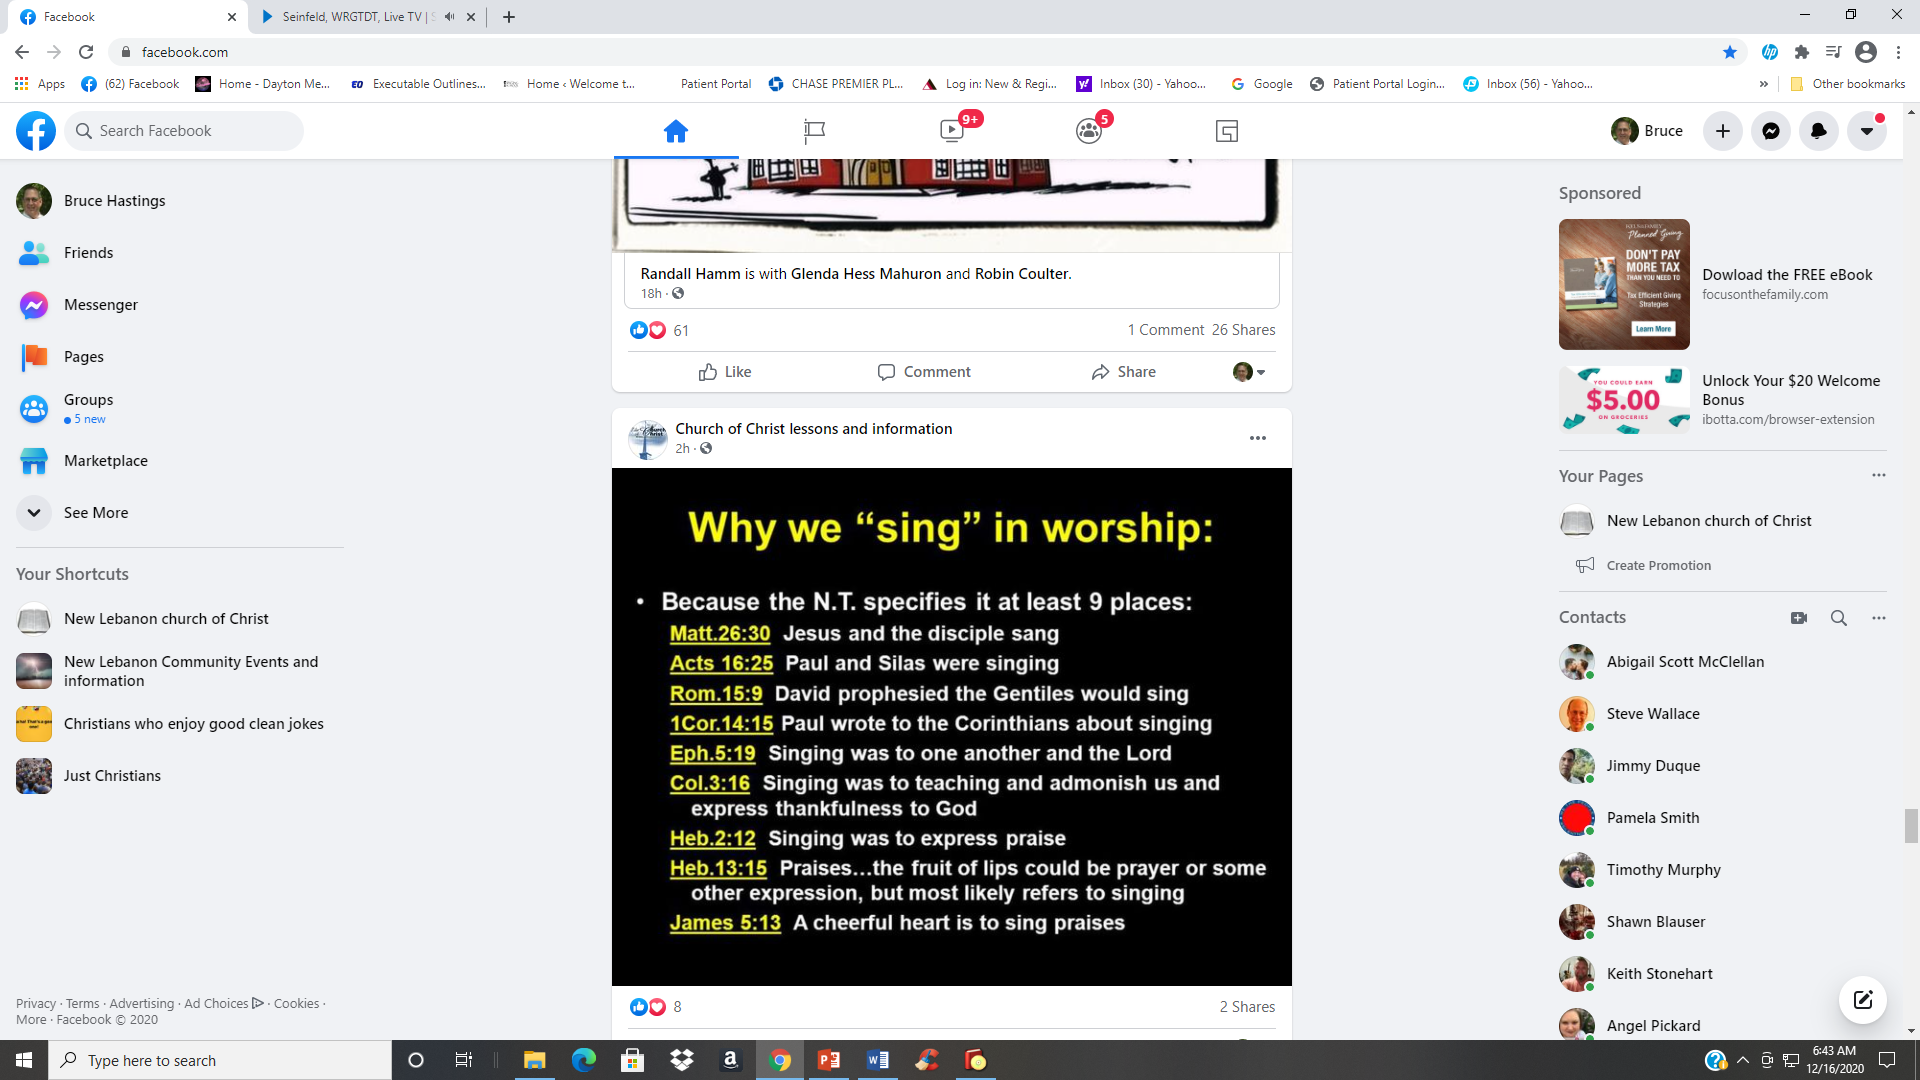 Facebook
Seinfeld, WRGTDT, Live TV | S
facebook.com
Apps
(62) Facebook
Home - Dayton Me...
Executable Outlines...
Home ‹ Welcome t...
Patient Portal
CHASE PREMIER PL...
Log in: New & Regi...
Inbox (30) - Yahoo...
Google
Patient Portal Login...
Inbox (56) - Yahoo...
»
Other bookmarks
Search Facebook
9+
5
Bruce
Bruce Hastings
Friends
Messenger
Pages
Groups
5 new
Marketplace
See More
Your Shortcuts
New Lebanon church of Christ
New Lebanon Community Events and
information
Christians who enjoy good clean jokes
Just Christians
Privacy · Terms · Advertising · Ad Choices · Cookies ·
More · Facebook © 2020
Randall Hamm is with Glenda Hess Mahuron and Robin Coulter.
18h ·
61
1 Comment 26 Shares
Like
Comment
Share
Church of Christ lessons and information
2h ·
Why we “sing” in worship:
• Because the N.T. specifies it at least 9 places:
Matt.26:30 Jesus and the disciple sang
Acts 16:25 Paul and Silas were singing
Rom.15:9 David prophesied the Gentiles would sing
1Cor.14:15 Paul wrote to the Corinthians about singing
Eph.5:19 Singing was to one another and the Lord
Col.3:16 Singing was to teaching and admonish us and
express thankfulness to God
Heb.2:12 Singing was to express praise
Heb.13:15 Praises…the fruit of lips could be prayer or some
other expression, but most likely refers to singing
James 5:13 A cheerful heart is to sing praises
8
2 Shares
Sponsored
Planned Giving
DON'T PAY
MORE TAX
THAN YOU NEED TO
Tax Efficient Giving
Strategies
Learn More
Dowload the FREE eBook
focusonthefamily.com
YOU COULD EARN
$5.00
ON GROCERIES
Unlock Your $20 Welcome
Bonus
ibotta.com/browser-extension
Your Pages
New Lebanon church of Christ
Create Promotion
Contacts
Abigail Scott McClellan
Steve Wallace
Jimmy Duque
Pamela Smith
Timothy Murphy
Shawn Blauser
Keith Stonehart
Angel Pickard
Type here to search
6:43 AM
12/16/2020